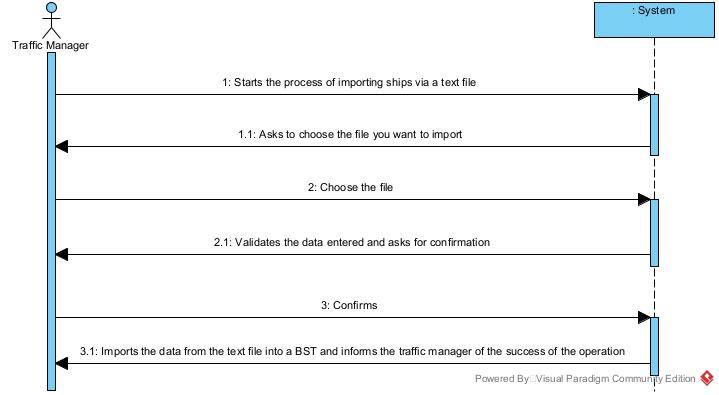 : System
Traffic Manager
1: Starts the process of importing ships via a text file
1.1: Asks to choose the file you want to import
2: Choose the file
2.1: Validates the data entered and asks for confirmation
3: Confirms
3.1: Imports the data from the text file into a BST and informs the traffic manager of the success of the operation
Powered By Visual Paradigm Community Edition